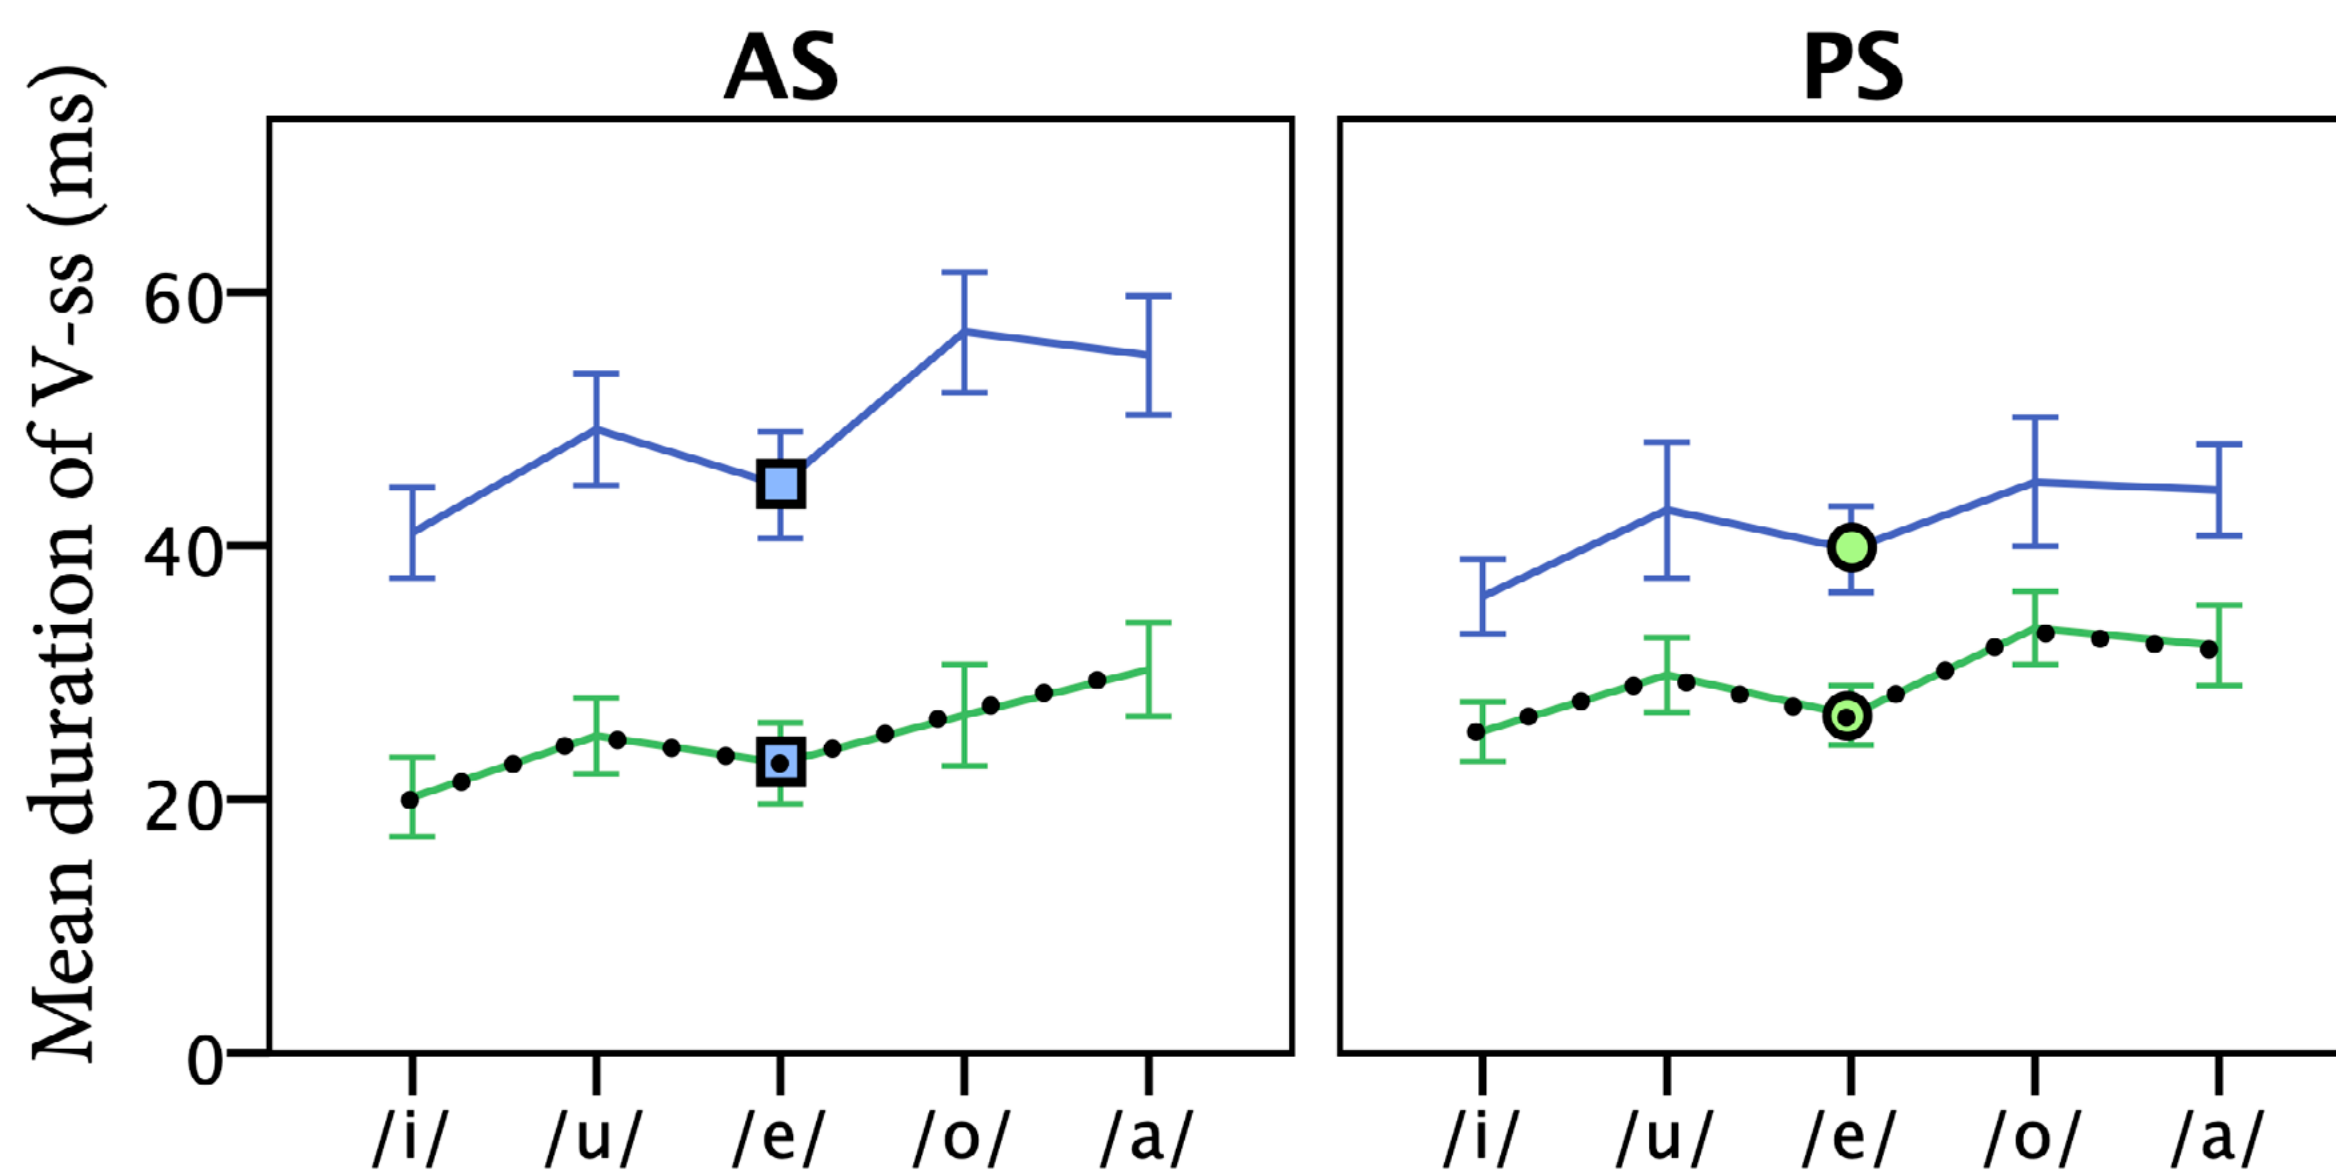 AS
PS
Mean duration of V-ss (ms)
60
40
20
0
/i/ /u/ /e/ /o/ /a/
/i/ /u/ /e/ /o/ /a/